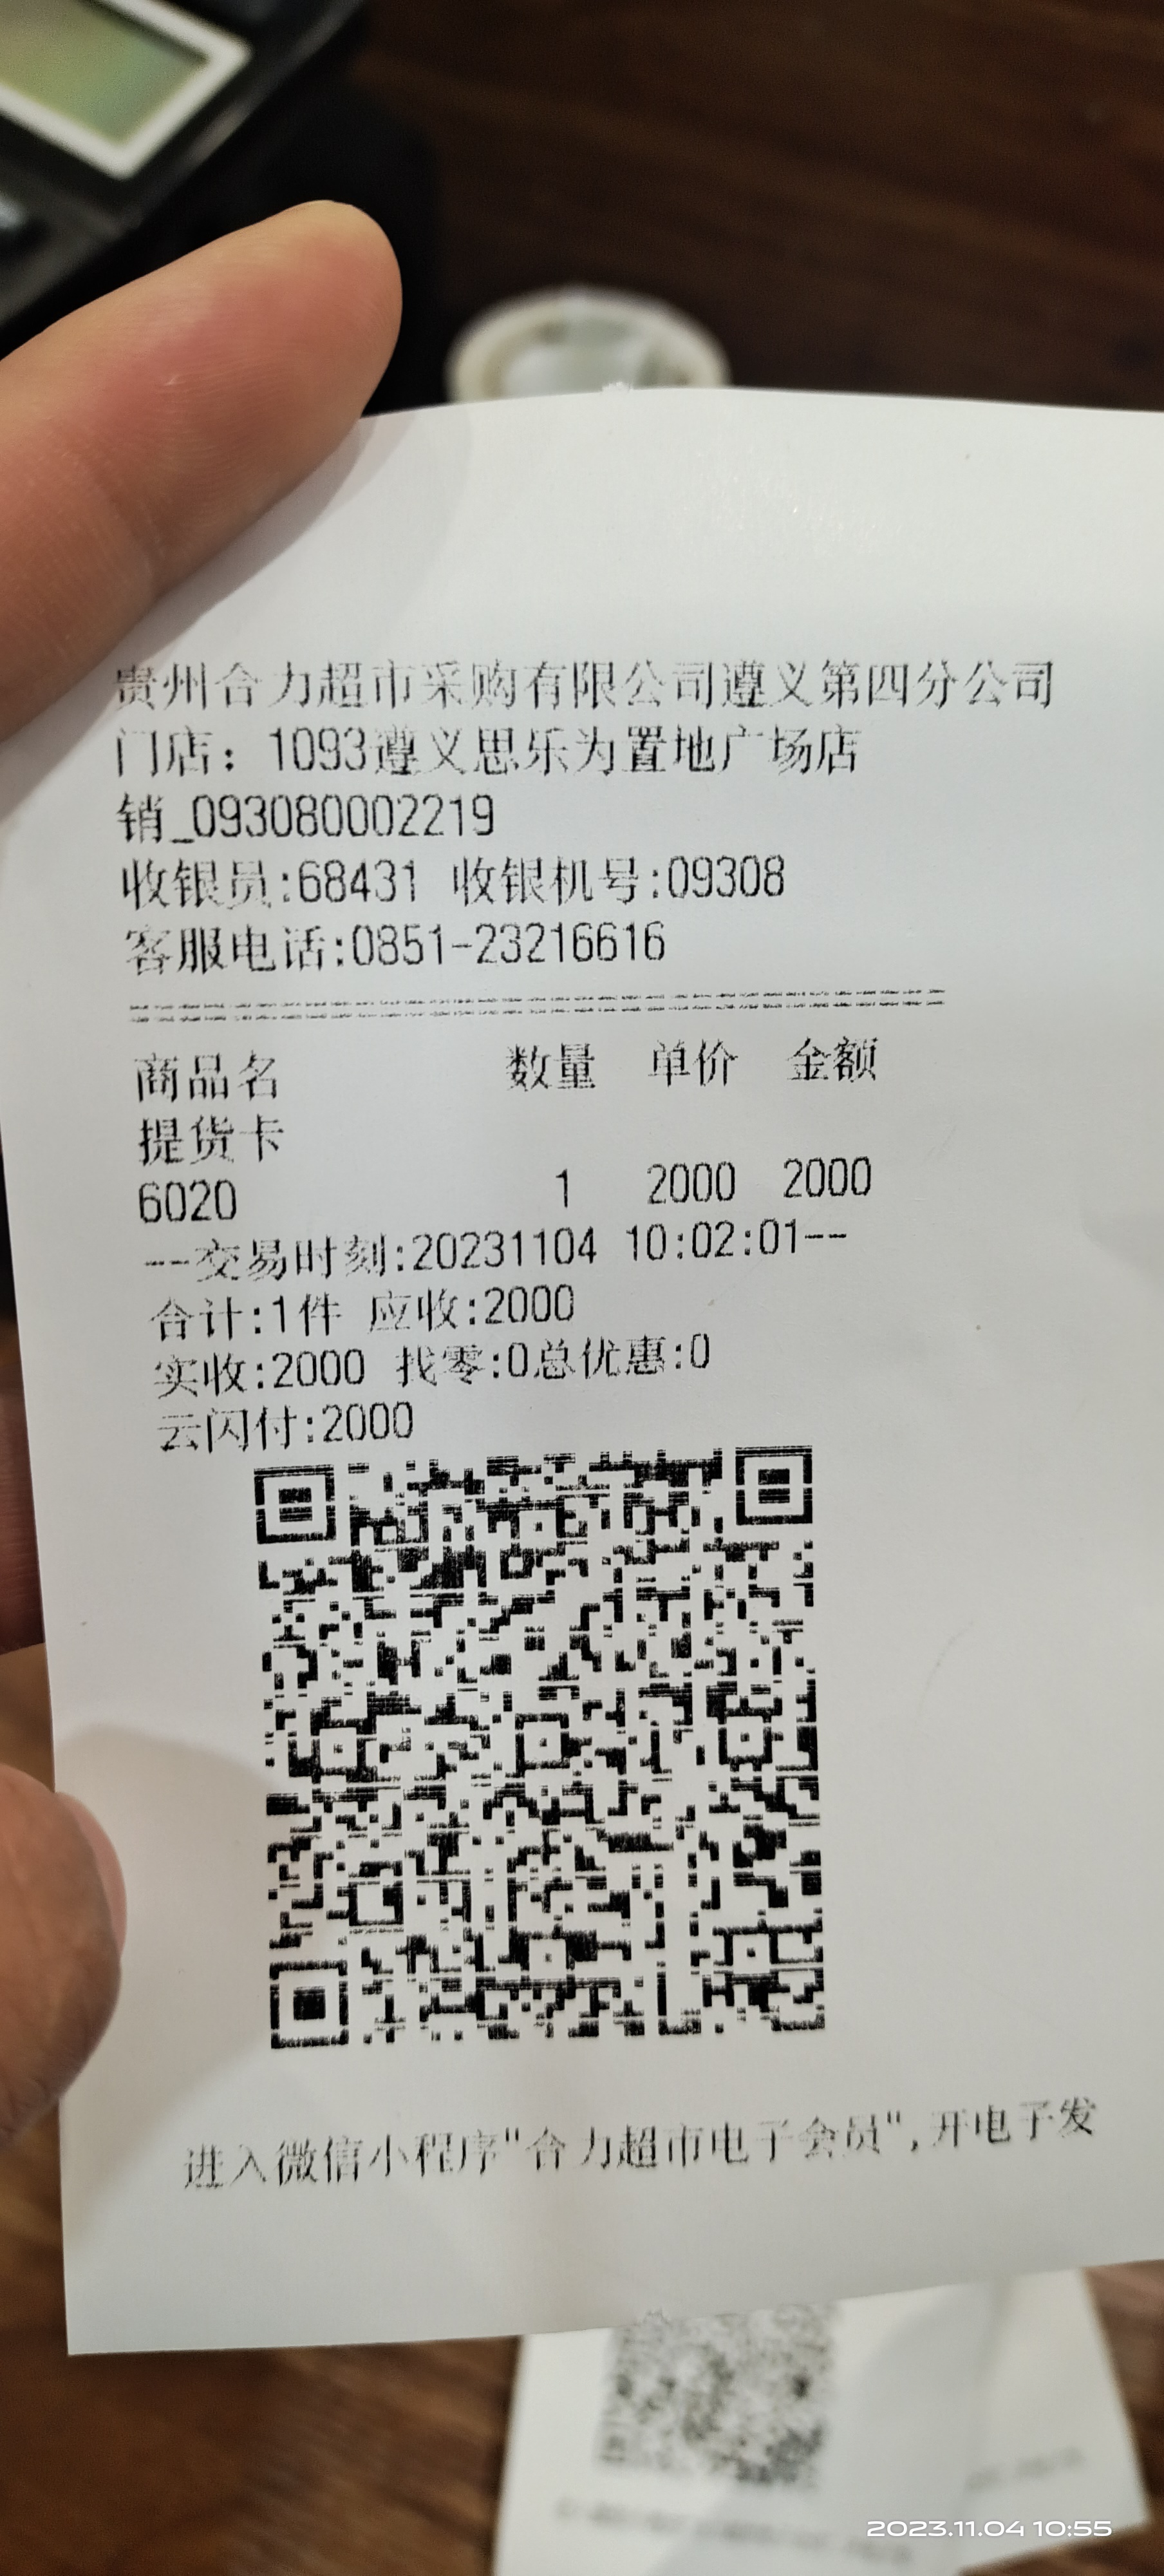 贵州合力超市采购有限公司遵义第四分公司
门店：1093遵义思乐为置地广场店
销_093080002219
收银员:68431 收银机号:09308
客服电话:0851-23216616
商品名 数量 单价 金额
提货卡
6020 1 2000 2000
--交易时刻:20231104 10:02:01--
合计:1件 应收:2000
实收:2000 找零:0总优惠:0
云闪付:2000
进入微信小程序"合力超市电子会员",开电子发
2023.11.04 10:55